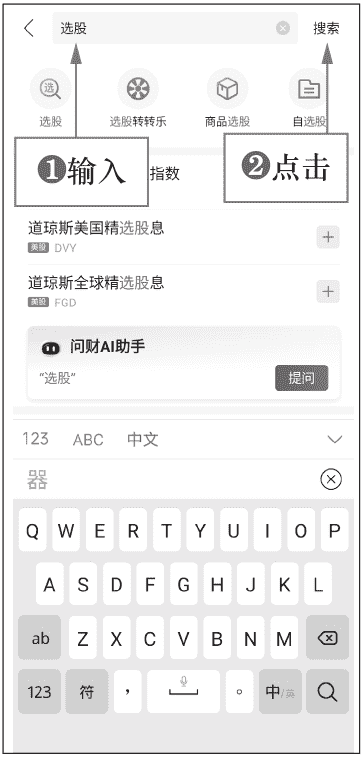 选股
搜索
选
选股
选股转转乐
商品选股
自选股
❶输入
指数
❷点击
道琼斯美国精选股息
美股 DVY
道琼斯全球精选股息
美股 FGD
问财AI助手
“选股”
提问
123 ABC 中文
器
Q W E R T Y U I O P
A S D F G H J K L
ab Z X C V B N M
123 符 ， 。 中/英